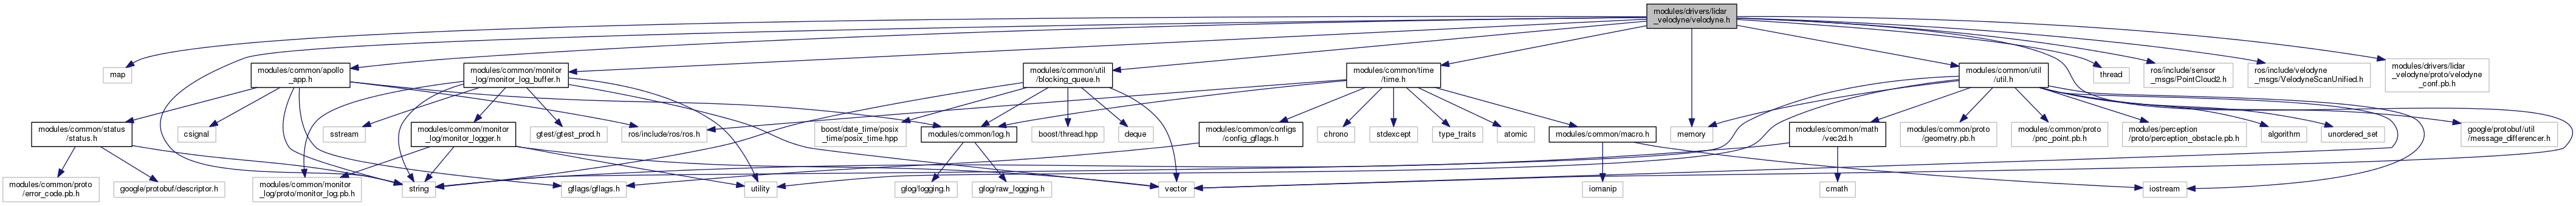 modules/drivers/lidar
_velodyne/velodyne.h
map
modules/common/apollo
_app.h
modules/common/monitor
_log/monitor_log_buffer.h
modules/common/util
/blocking_queue.h
modules/common/time
/time.h
modules/common/util
/util.h
thread
ros/include/sensor
_msgs/PointCloud2.h
ros/include/velodyne
_msgs/VelodyneScanUnified.h
modules/drivers/lidar
_velodyne/proto/velodyne
_conf.pb.h
modules/common/status
/status.h
csignal
sstream
modules/common/monitor
_log/monitor_logger.h
gtest/gtest_prod.h
ros/include/ros/ros.h
boost/date_time/posix
_time/posix_time.hpp
modules/common/log.h
boost/thread.hpp
deque
modules/common/configs
/config_gflags.h
chrono
stdexcept
type_traits
atomic
modules/common/macro.h
memory
modules/common/math
/vec2d.h
modules/common/proto
/geometry.pb.h
modules/common/proto
/pnc_point.pb.h
modules/perception
/proto/perception_obstacle.pb.h
algorithm
unordered_set
google/protobuf/util
/message_differencer.h
modules/common/proto
/error_code.pb.h
google/protobuf/descriptor.h
modules/common/monitor
_log/proto/monitor_log.pb.h
string
gflags/gflags.h
utility
glog/logging.h
glog/raw_logging.h
vector
iomanip
cmath
iostream